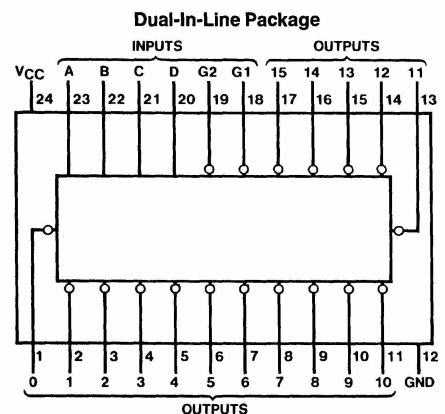 Dual-In-Line Package
INPUTS OUTPUTS
VCC A B C D G2 G1 15 14 13 12 11
24 23 22 21 20 19 18 17 16 15 14 13
1 2 3 4 5 6 7 8 9 10 11 12
0 1 2 3 4 5 6 7 8 9 10 GND
OUTPUTS